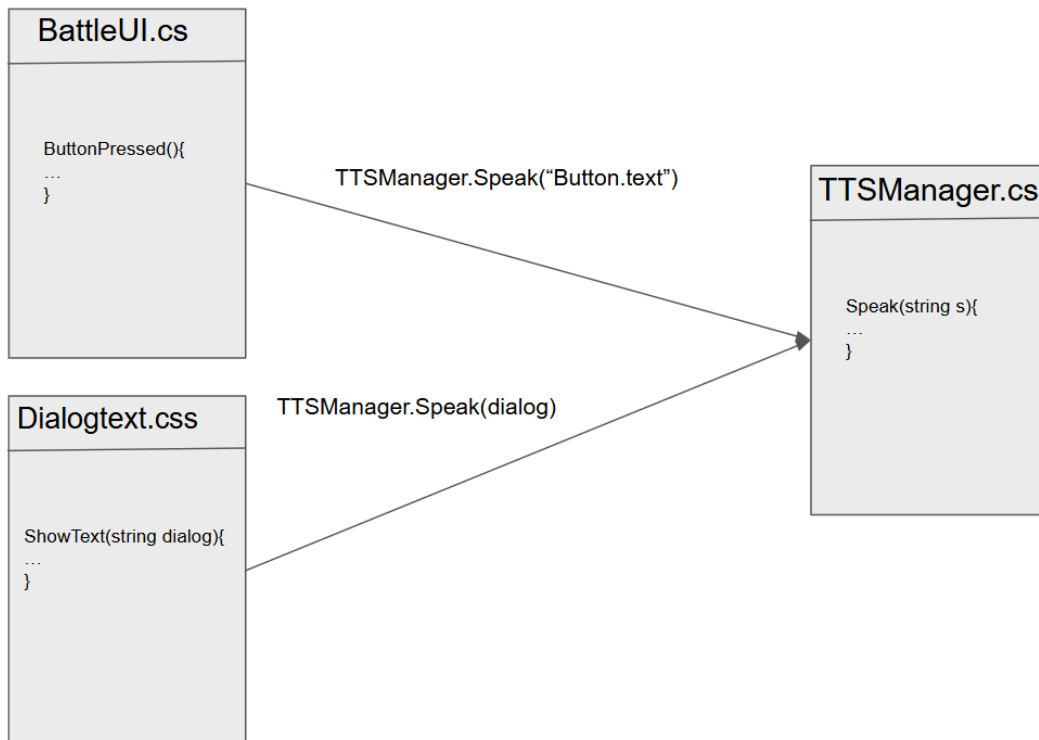 BattleUI.cs
ButtonPressed(){
...
}
TTSManager.Speak(“Button.text”)
TTSManager.cs
Speak(string s){
...
}
Dialogtext.css
TTSManager.Speak(dialog)
ShowText(string dialog){
...
}